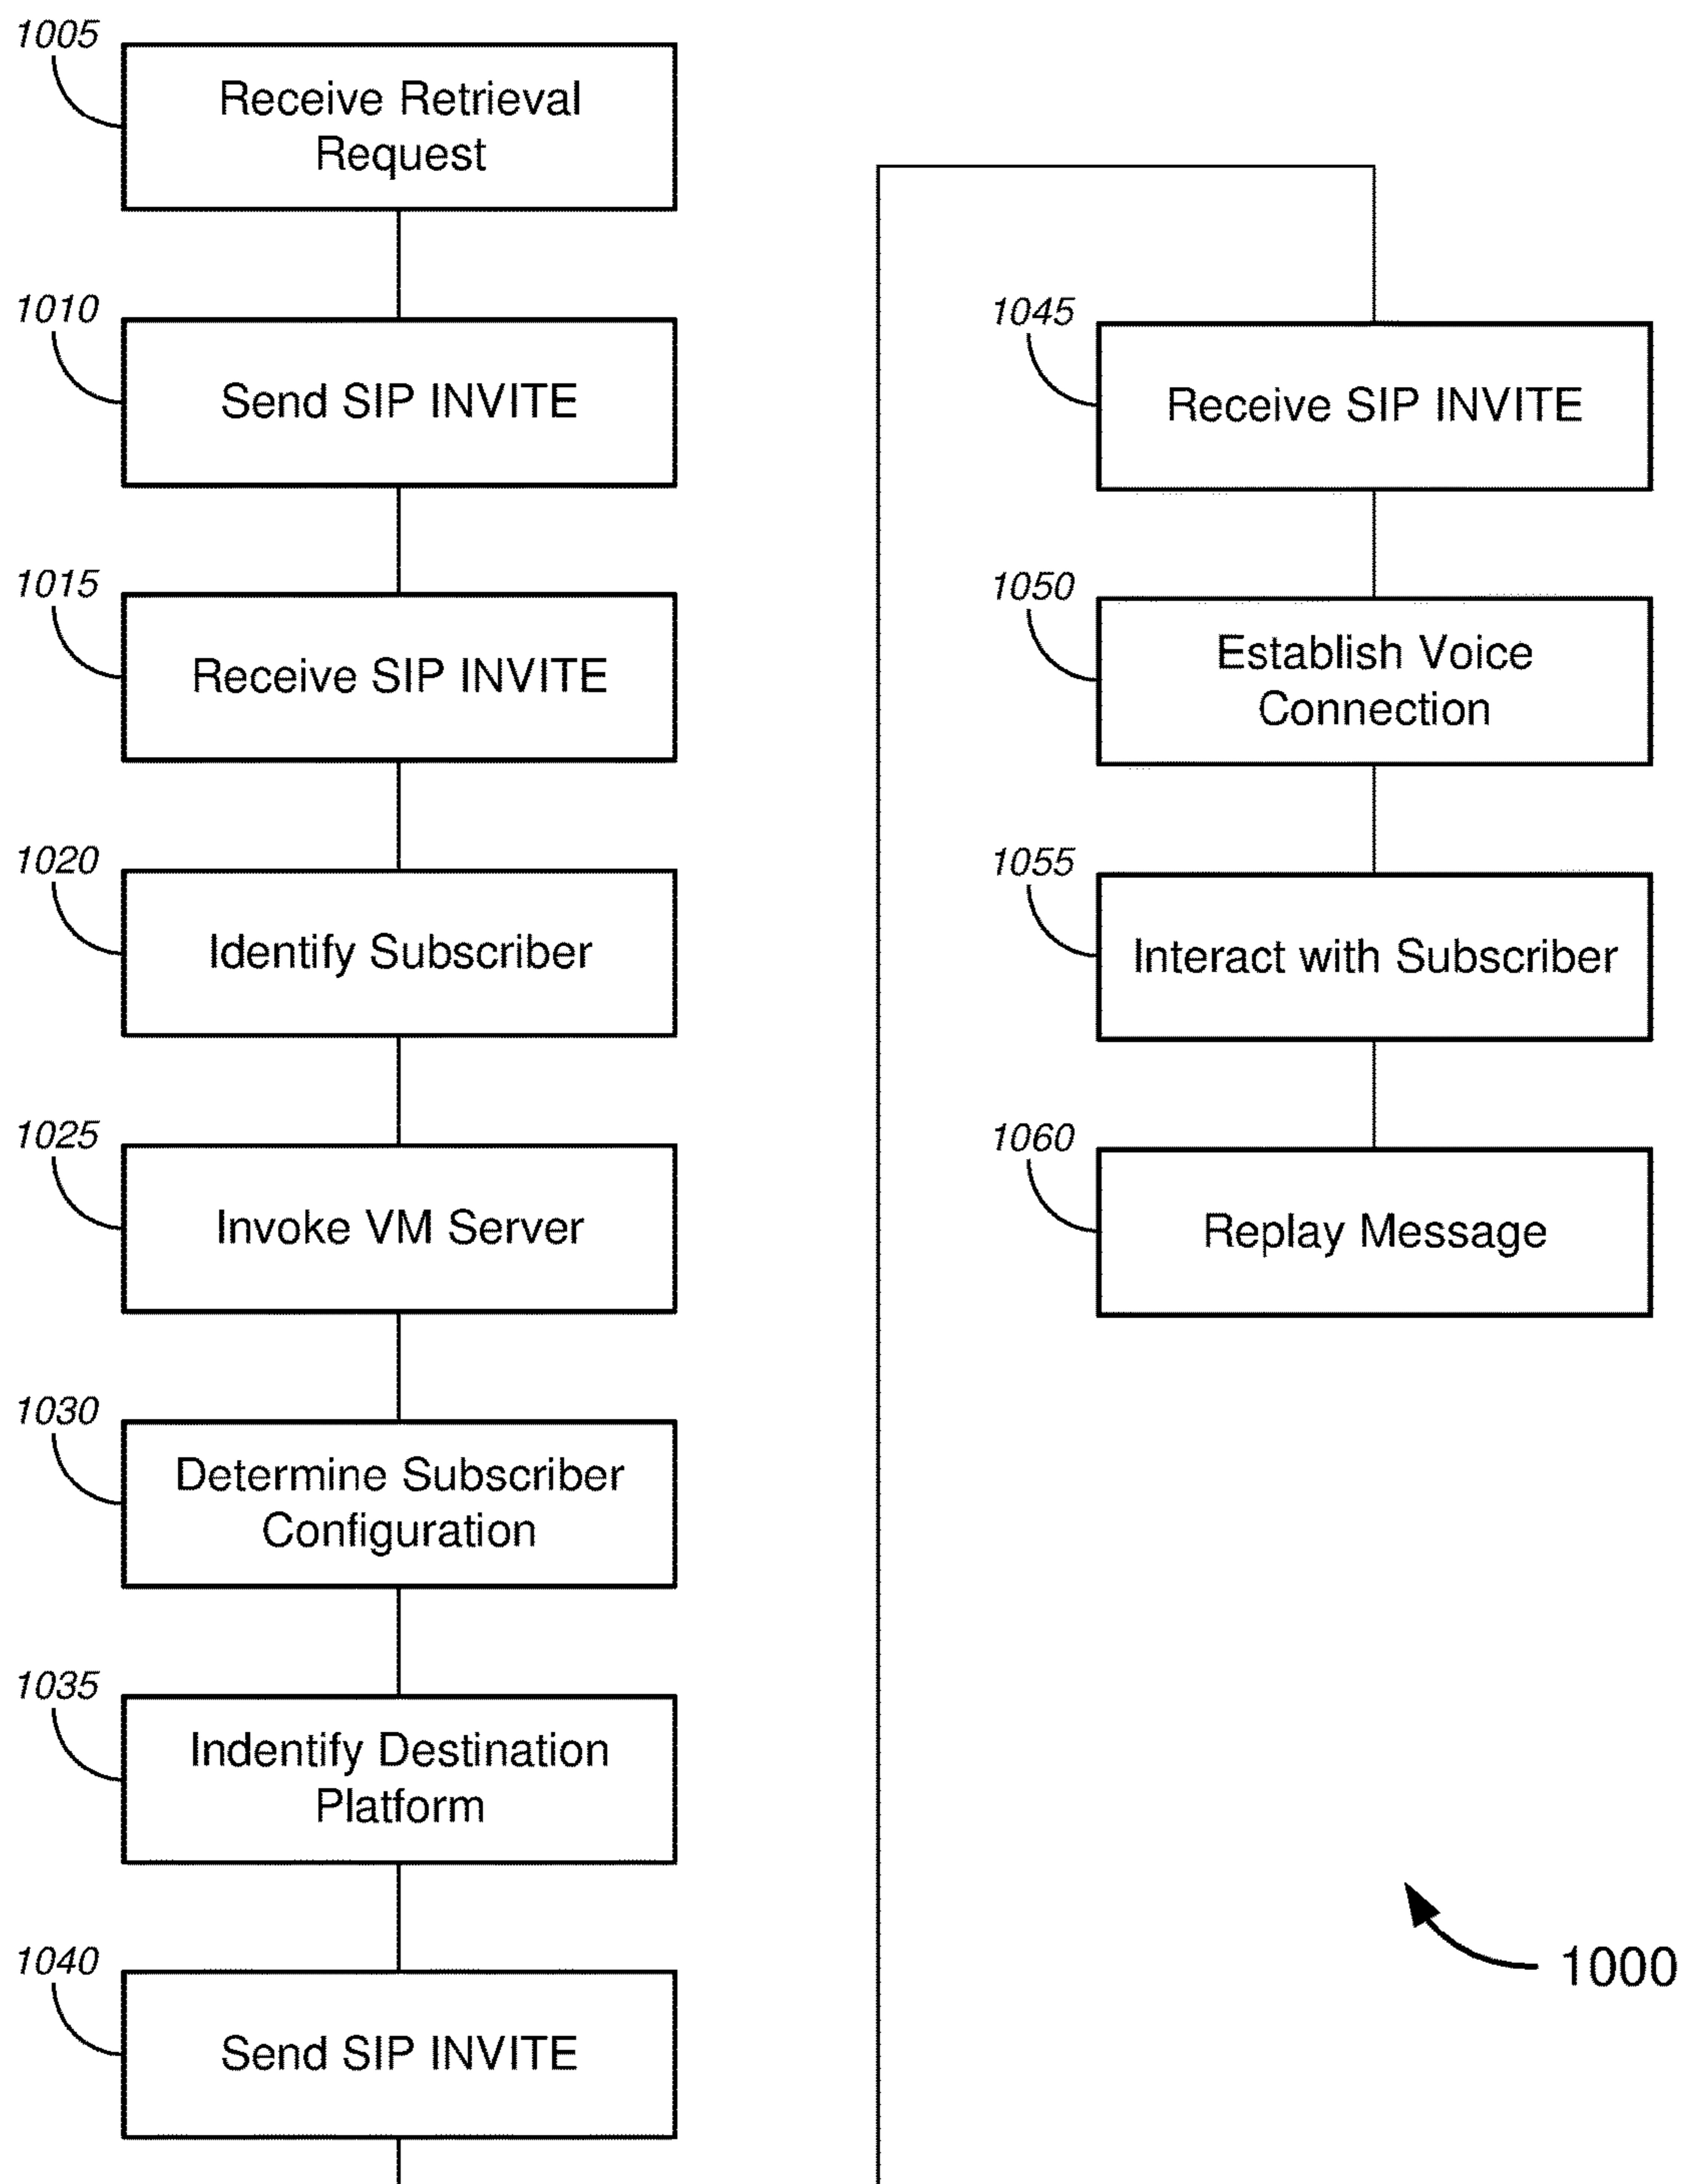 1005
Receive Retrieval
Request
1010
Send SIP INVITE
1015
Receive SIP INVITE
1020
Identify Subscriber
1025
Invoke VM Server
1030
Determine Subscriber
Configuration
1035
Indentify Destination
Platform
1040
Send SIP INVITE
1045
Receive SIP INVITE
1050
Establish Voice
Connection
1055
Interact with Subscriber
1060
Replay Message
1000